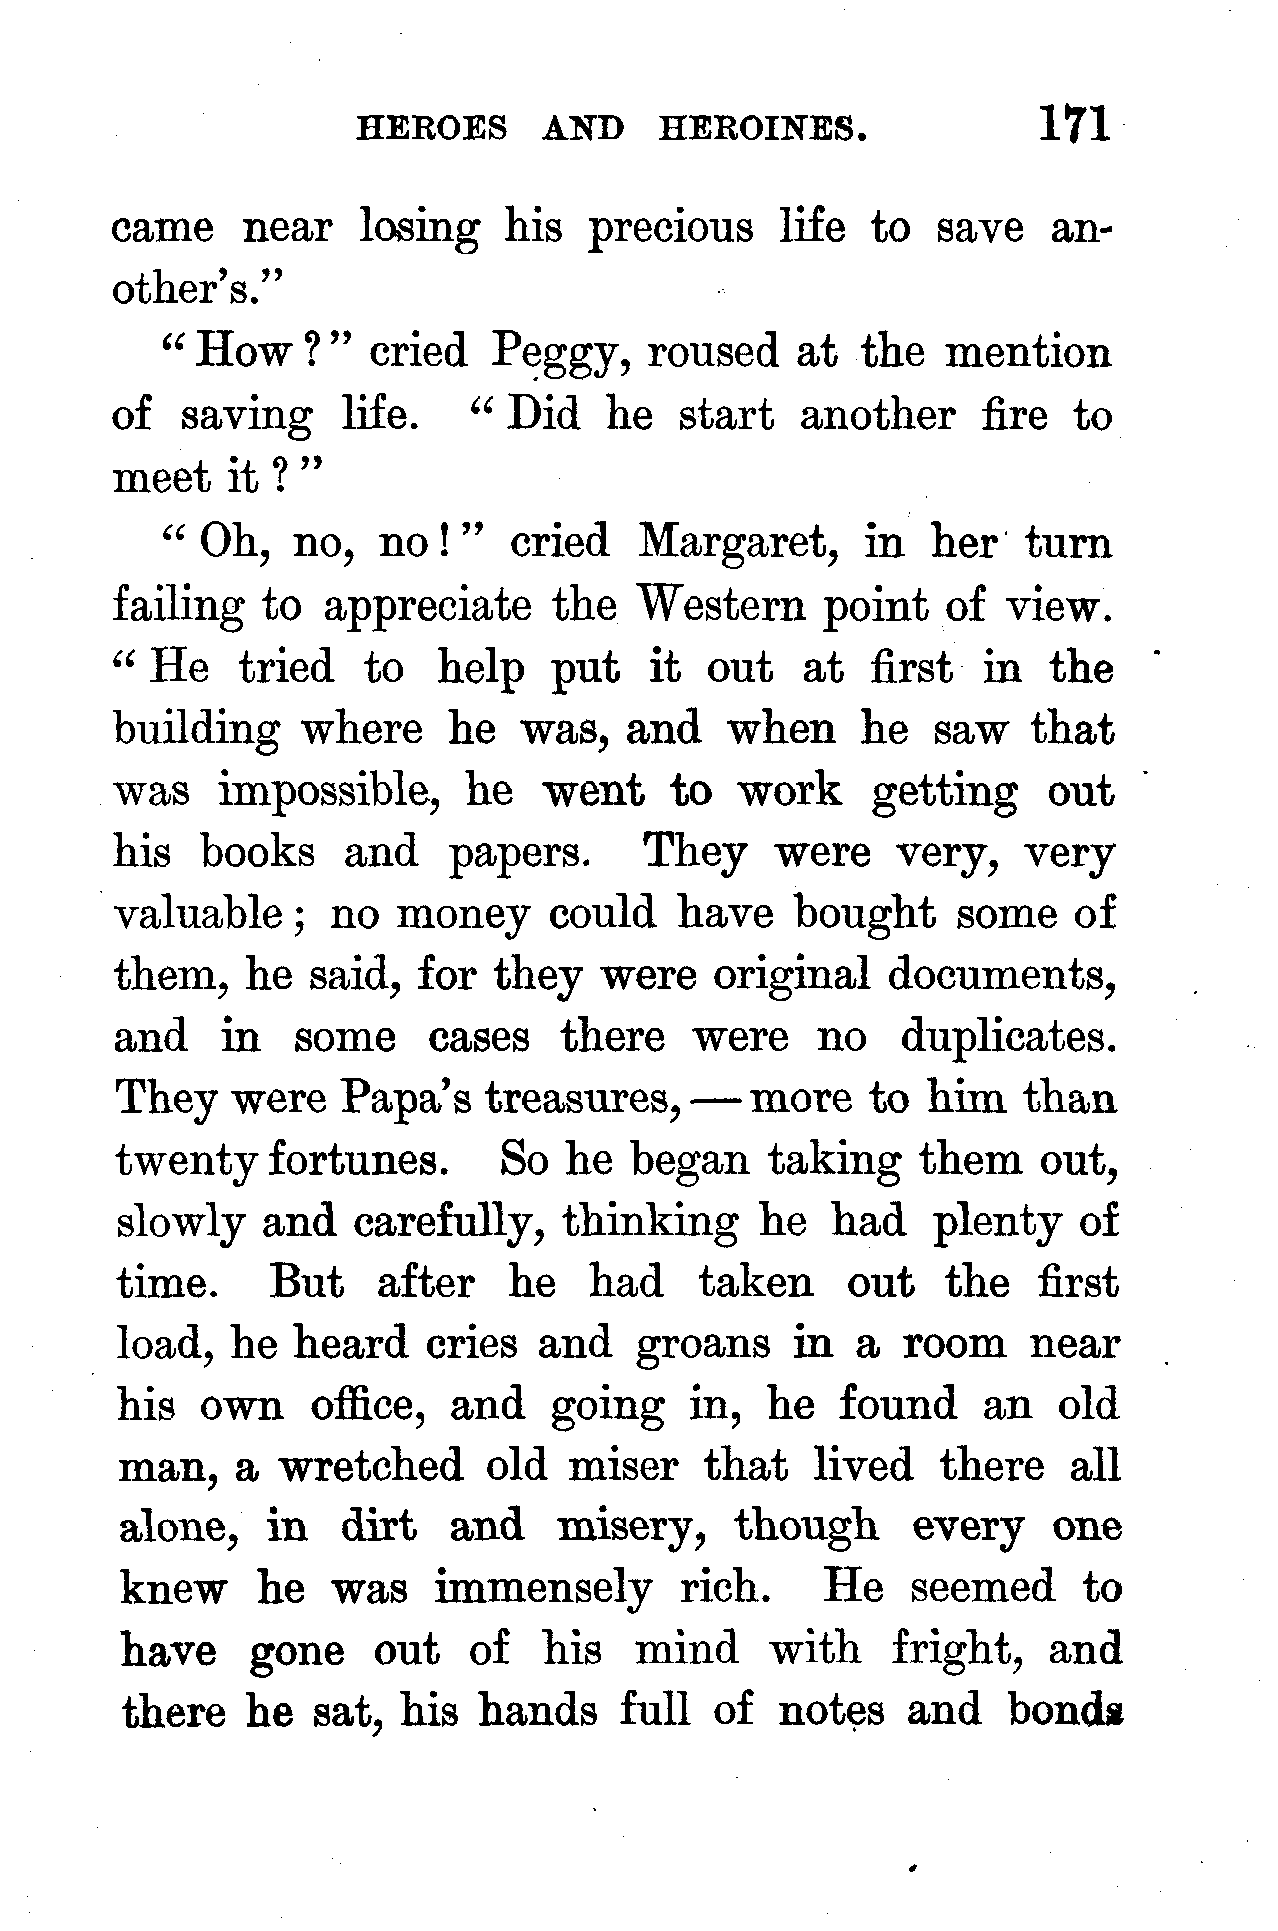 HEROES AND HEROINES. 171
came near losing his precious life to save an-
other's."
"How?" cried Peggy, roused at the mention
of saving life. "Did he start another fire to
meet it?"
"Oh, no, no!" cried Margaret, in her turn
failing to appreciate the Western point of view.
"He tried to help put it out at first in the
building where he was, and when he saw that
was impossible, he went to work getting out
his books and papers. They were very, very
valuable; no money could have bought some of
them, he said, for they were original documents,
and in some cases there were no duplicates.
They were Papa's treasures,—more to him than
twenty fortunes. So he began taking them out,
slowly and carefully, thinking he had plenty of
time. But after he had taken out the first
load, he heard cries and groans in a room near
his own office, and going in, he found an old
man, a wretched old miser that lived there all
alone, in dirt and misery, though every one
knew he was immensely rich. He seemed to
have gone out of his mind with fright, and
there he sat, his hands full of notes and bonds